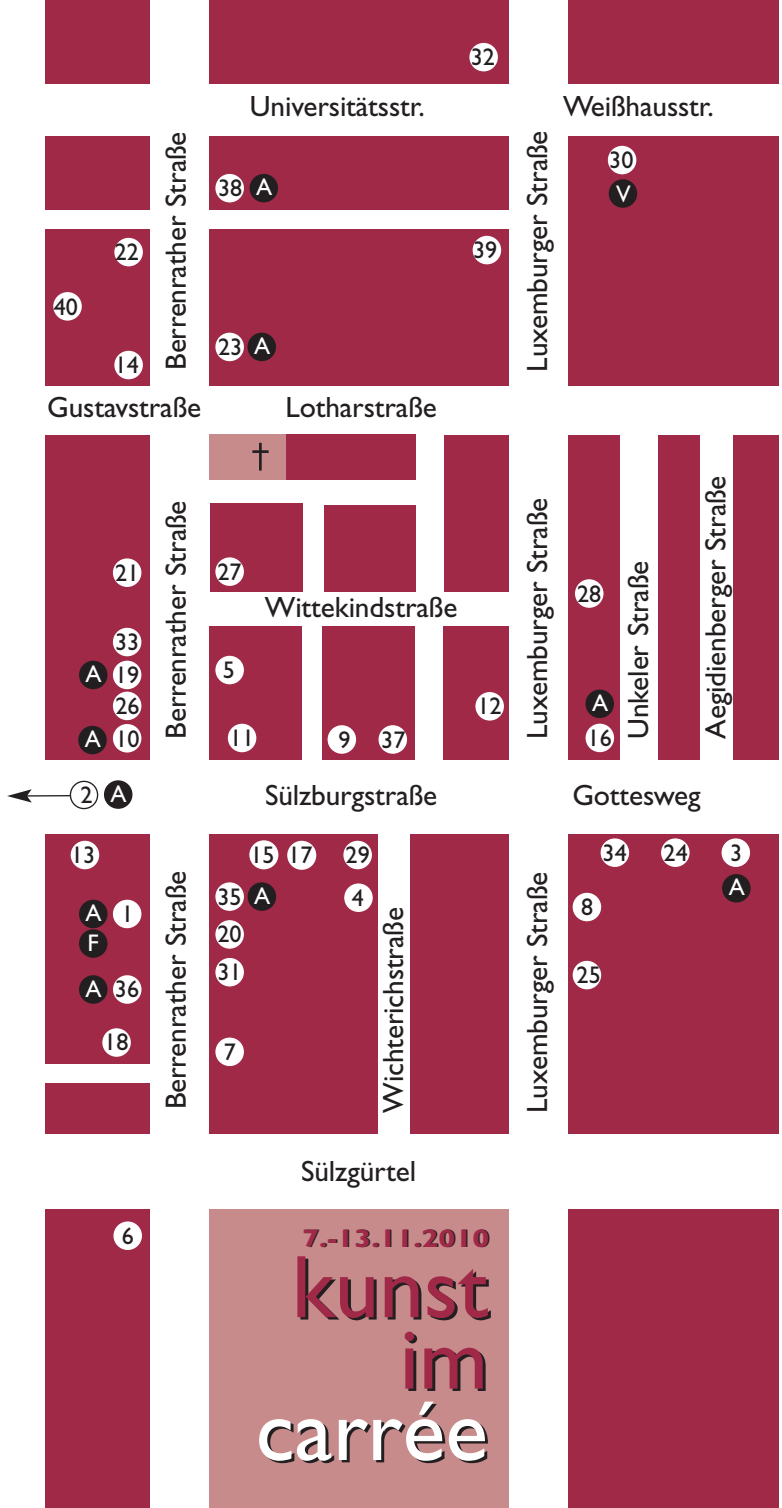 32
Universitätsstr. Weißhausstr.
Berrenrather Straße
Luxemburger Straße
30
V
38 A
22
39
40
23 A
14
Gustavstraße Lotharstraße
†
Berrenrather Straße
Luxemburger Straße
Unkeler Straße
Aegidienberger Straße
21
27
28
Wittekindstraße
33
5
A 19
26
12
A
A 10
11
9
37
16
2 A
Sülzburgstraße Gottesweg
13
15
17
29
34
24
3
A
Berrenrather Straße
Wichterichstraße
Luxemburger Straße
35 A
4
8
A 1
F
20
31
25
A 36
18
7
Sülzgürtel
6
7.-13.11.2010
kunst
im
carrée